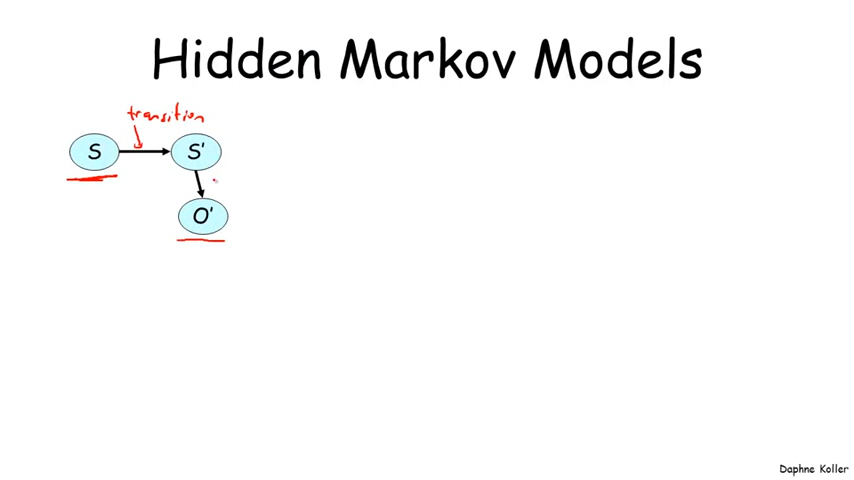 Hidden Markov Models
transition
S
S'
O'
Daphne Koller